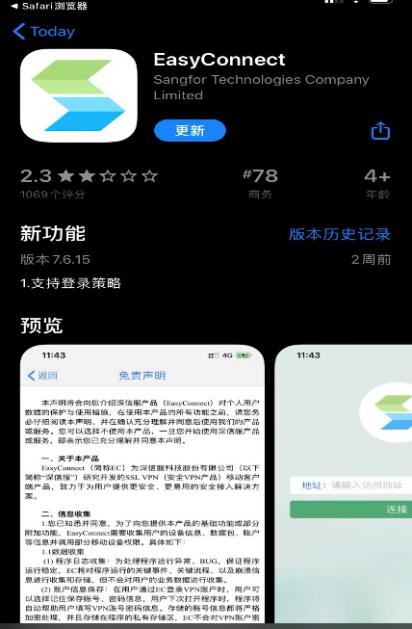 ◀ Safari浏览器
Today
EasyConnect
Sangfor Technologies Company
Limited
更新
2.3 ★★☆☆☆ #78 4+
1069个评分 商务 年龄
新功能 版本历史记录
版本 7.6.15 2周前
1.支持登录策略
预览
11:43 4G
返回 免责声明
本声明将会向您介绍深信服产品（EasyConnect）对个人用户
数据的保护与使用措施，在使用本产品的所有功能之前，请您务
必仔细阅读本声明，并在确认充分理解并同意后使用我们的产品
或服务。您可以选择不使用本产品，一旦您开始使用深信服产品
或服务，即表示您已充分理解并同意本声明。
一、关于本产品
EasyConnect （简称EC）为深信服科技股份有限公司（以下
简称“深信服”）研究开发的SSL VPN（安全VPN产品）移动客户
端产品，致力于为用户提供更安全、更易用的安全接入解决方
案。
二、信息收集
1.您已知悉并同意，为了向您提供本产品的基础功能或部分
附加功能，EasyConnect需要收集用户的设备信息、数据包、账户
等信息并调用部分移动设备权限。具体如下：
1.1数据收集
(1) 程序日志收集：为处理程序运行异常、BUG，保证程序
运行稳定，EC将对程序运行的关键事件、关键流程、以及崩溃信
息进行收集和存储，但不会对用户的业务数据进行收集。
(2) 账户信息保存：在用户通过EC登录VPN账户时，用户可
以选择记住保存账号、密码信息，用户下次打开程序时，程序将
自动帮助用户填写VPN账号密码信息。存储的账号信息都将严格
加密处理，并且存储在程序的私有存储区，EC不会对VPN账户密
11:43
地址： 请输入访问地址
连接